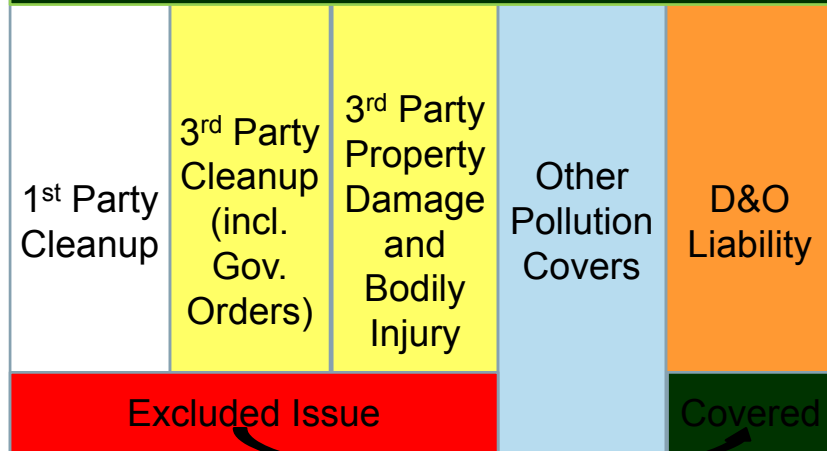 1st Party
Cleanup
3rd Party
Cleanup
(incl.
Gov.
Orders)
3rd Party
Property
Damage
and
Bodily
Injury
Other
Pollution
Covers
D&O
Liability
Excluded Issue
Covered